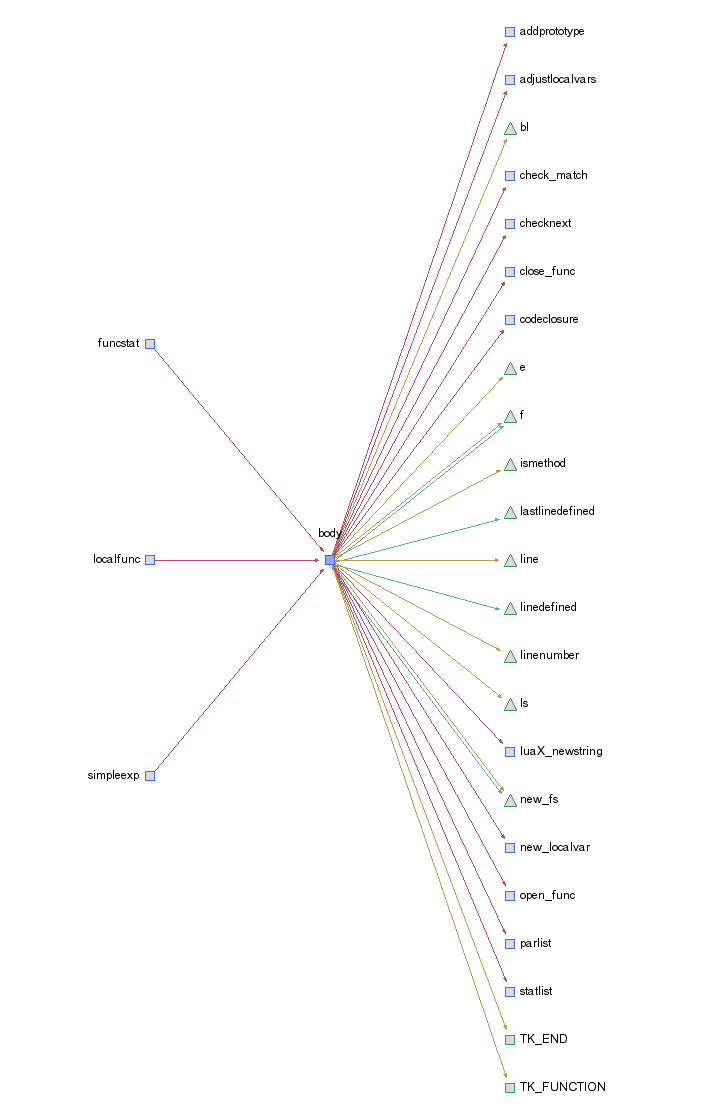 addprototype
adjustlocalvars
bl
check_match
checknext
close_func
codeclosure
funcstat
e
f
ismethod
lastlinedefined
body
localfunc
line
linedefined
linenumber
ls
luaX_newstring
simpleexp
new_fs
new_localvar
open_func
parlist
statlist
TK_END
TK_FUNCTION